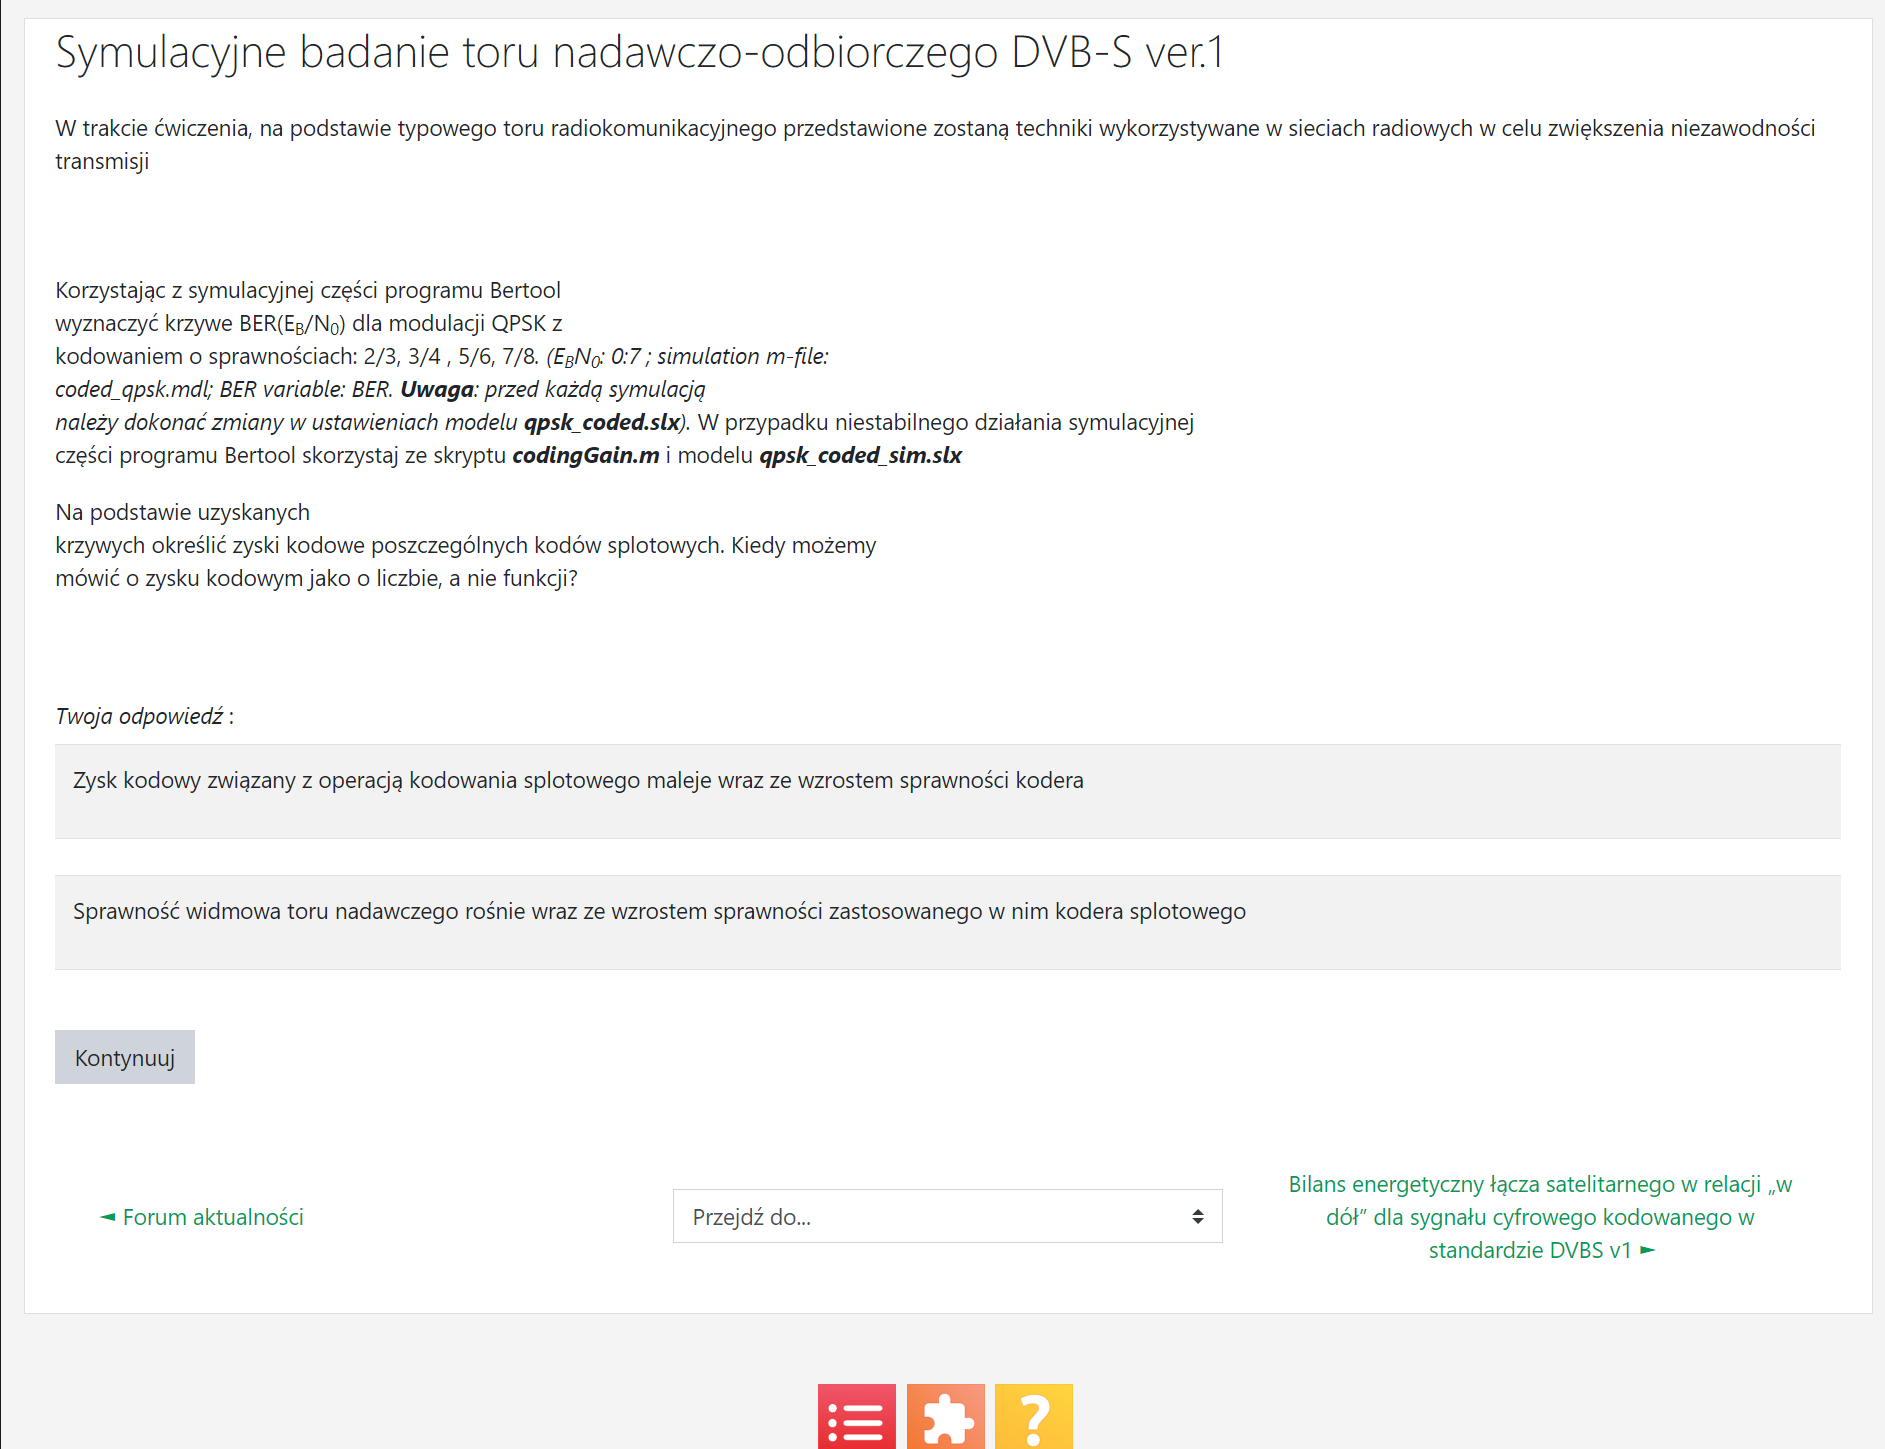 Symulacyjne badanie toru nadawczo-odbiorczego DVB-S ver.1
W trakcie ćwiczenia, na podstawie typowego toru radiokomunikacyjnego przedstawione zostaną techniki wykorzystywane w sieciach radiowych w celu zwiększenia niezawodności
transmisji
Korzystając z symulacyjnej części programu Bertool
wyznaczyć krzywe BER(EB/N0) dla modulacji QPSK z
kodowaniem o sprawnościach: 2/3, 3/4 , 5/6, 7/8. (EBN0: 0:7 ; simulation m-file:
coded_qpsk.mdl; BER variable: BER. Uwaga: przed każdą symulacją
należy dokonać zmiany w ustawieniach modelu qpsk_coded.slx). W przypadku niestabilnego działania symulacyjnej
części programu Bertool skorzystaj ze skryptu codingGain.m i modelu qpsk_coded_sim.slx
Na podstawie uzyskanych
krzywych określić zyski kodowe poszczególnych kodów splotowych. Kiedy możemy
mówić o zysku kodowym jako o liczbie, a nie funkcji?
Twoja odpowiedź :
Zysk kodowy związany z operacją kodowania splotowego maleje wraz ze wzrostem sprawności kodera
Sprawność widmowa toru nadawczego rośnie wraz ze wzrostem sprawności zastosowanego w nim kodera splotowego
Kontynuuj
◄ Forum aktualności
Przejdź do...
Bilans energetyczny łącza satelitarnego w relacji „w
dół” dla sygnału cyfrowego kodowanego w
standardzie DVBS v1 ►
?